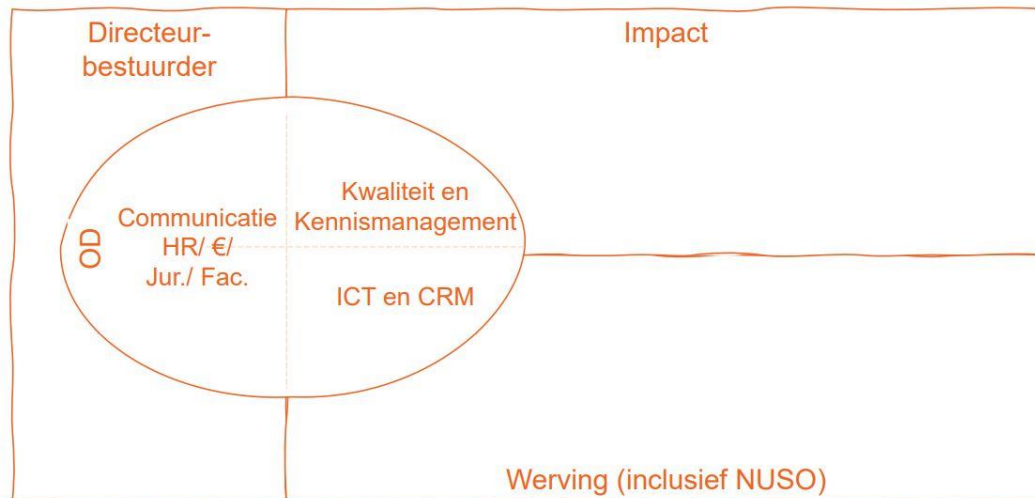 Directeur-
bestuurder
Impact
OD
Communicatie
HR/ €/
Jur./ Fac.
Kwaliteit en
Kennismanagement
ICT en CRM
Werving (inclusief NUSO)